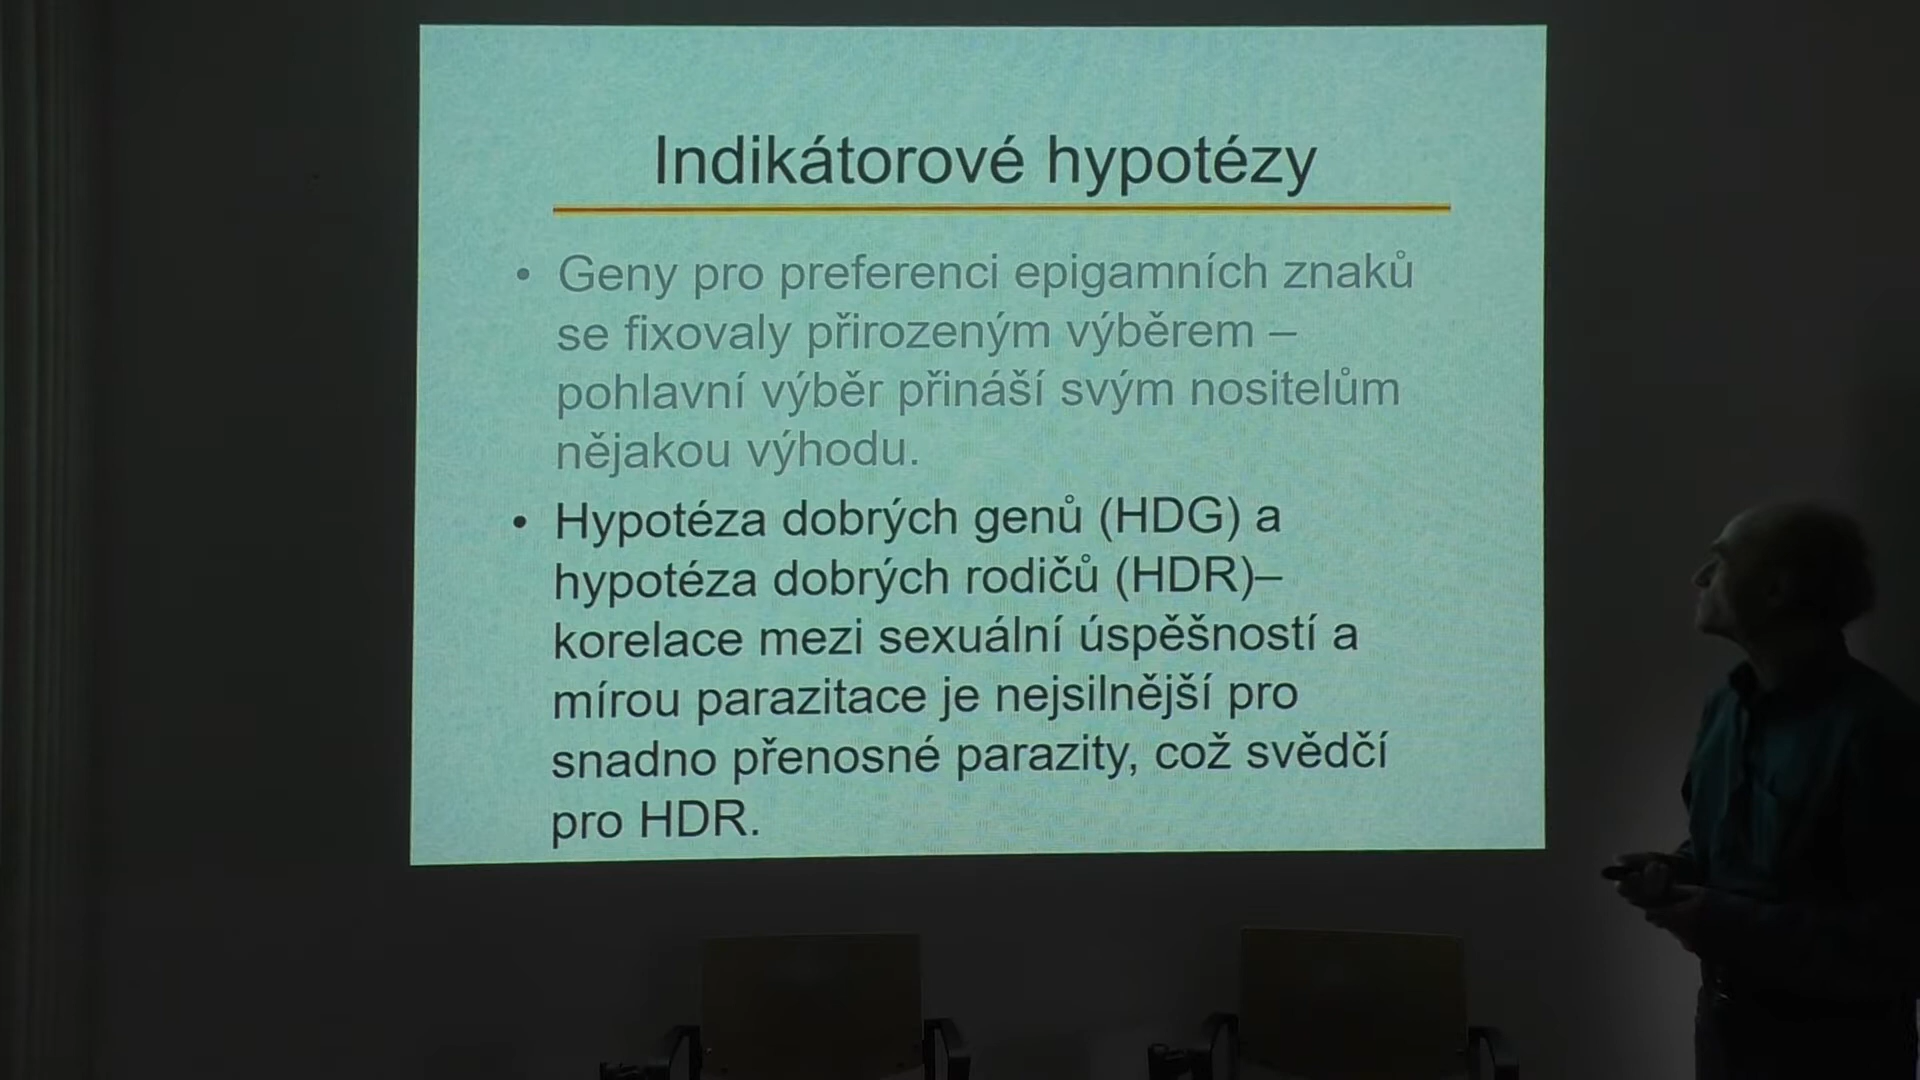 Indikátorové hypotézy
• Geny pro preferenci epigamních znaků
se fixovaly přirozeným výběrem –
pohlavní výběr přináší svým nositelům
nějakou výhodu.
• Hypotéza dobrých genů (HDG) a
hypotéza dobrých rodičů (HDR)–
korelace mezi sexuální úspěšností a
mírou parazitace je nejsilnější pro
snadno přenosné parazity, což svědčí
pro HDR.